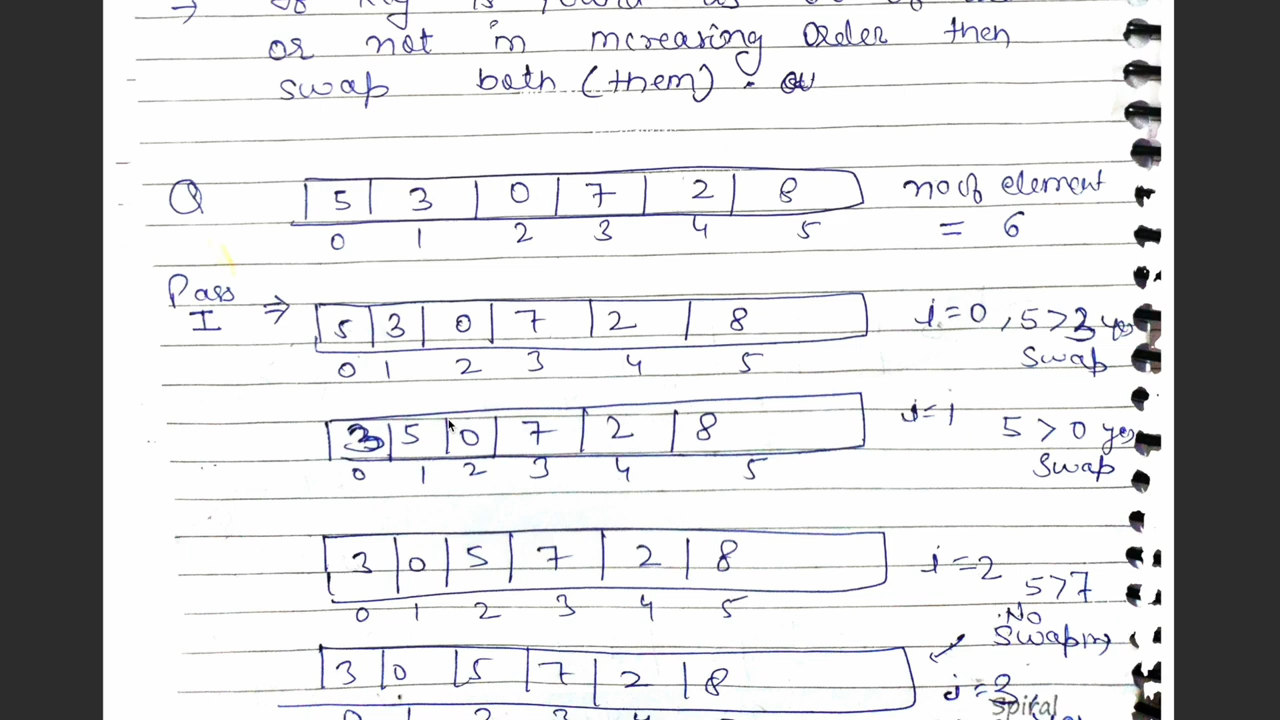 or not in increasing order then
swap both (them).
Q 5 3 0 7 2 8 no of element
0 1 2 3 4 5 = 6
Pass
I ⇒ 5 3 0 7 2 8 i=0, 5>3 yes
0 1 2 3 4 5 Swap
3 5 0 7 2 8 i=1 5>0 yes
0 1 2 3 4 5 Swap
3 0 5 7 2 8 i=2 5>7
0 1 2 3 4 5 No
Swaping
3 0 5 7 2 8 i=3
Spiral